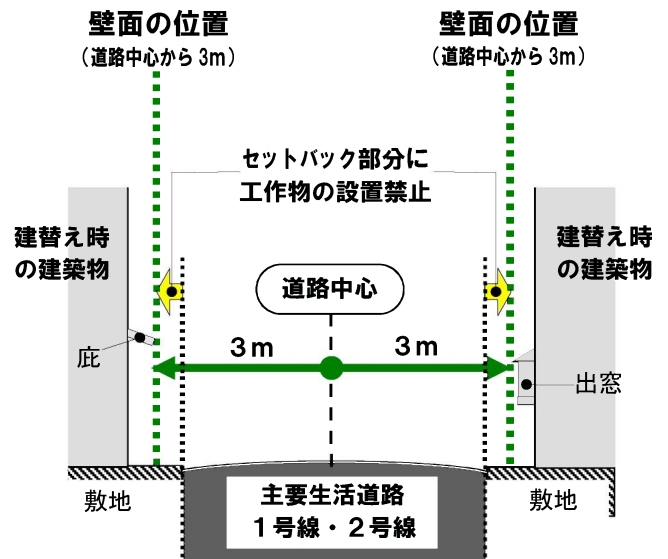 壁面の位置
（道路中心から3m）
壁面の位置
（道路中心から3m）
セットバック部分に
工作物の設置禁止
建替え時
の建築物
建替え時
の建築物
道路中心
3m
3m
庇
出窓
敷地
主要生活道路
1号線・2号線
敷地